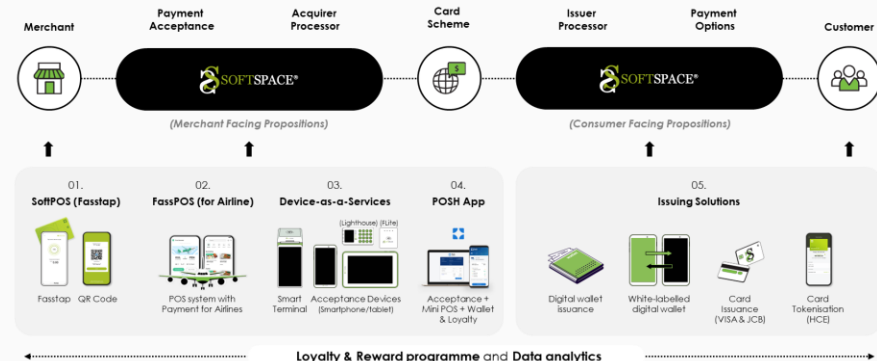 Merchant
Payment
Acceptance
Acquirer
Processor
Card
Scheme
Issuer
Processor
Payment
Options
Customer
SOFTSPACE®
SOFTSPACE®
$
(Merchant Facing Propositions)
(Consumer Facing Propositions)
01.
SoftPOS (Fasstap)
Fasstap
QR Code
02.
FassPOS (for Airline)
POS system with
Payment for Airlines
03.
Device-as-a-Services
(Lighthouse) (FLite)
Smart
Terminal
Acceptance Devices
(Smartphone/tablet)
04.
POSH App
Acceptance +
Mini POS + Wallet
& Loyalty
05.
Issuing Solutions
Digital wallet
issuance
White-labelled
digital wallet
Card
Issuance
(VISA & JCB)
Card
Tokenisation
(HCE)
Loyalty & Reward programme and Data analytics